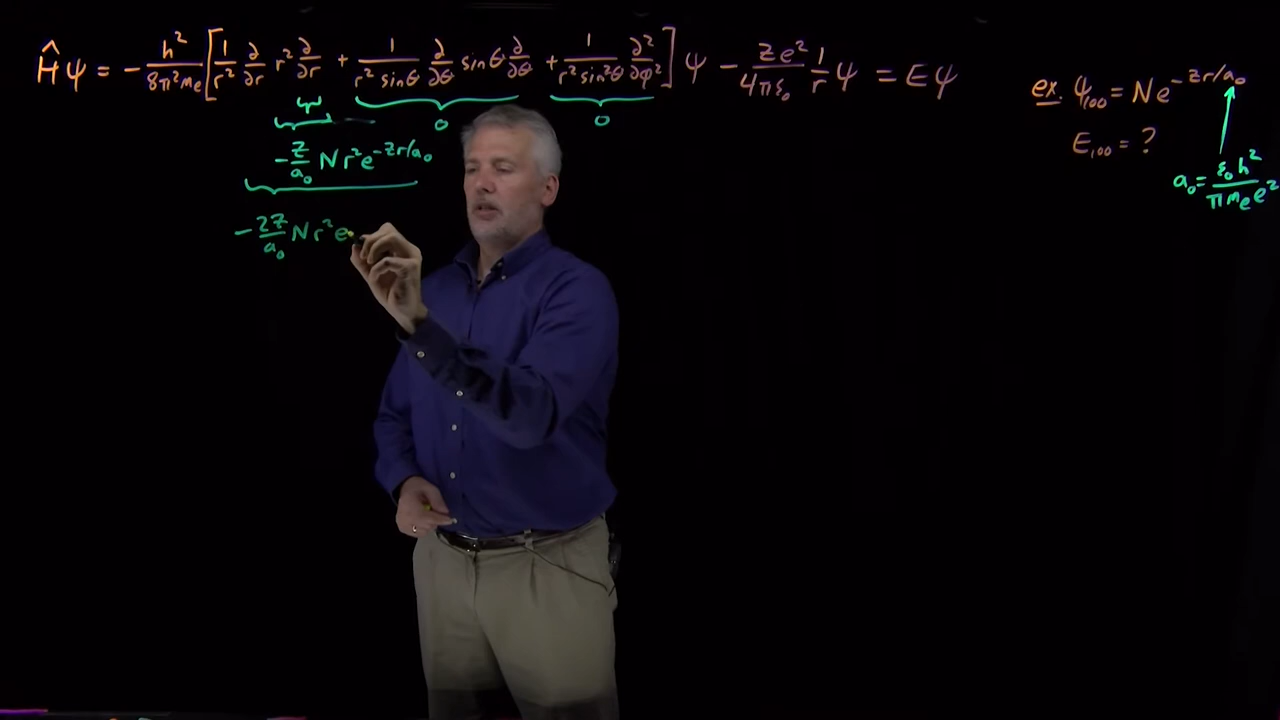 Ĥψ = - h²/8π²mₑ [1/r² ∂/∂r r² ∂/∂r + 1/(r² sinθ) ∂/∂θ sinθ ∂/∂θ + 1/(r² sin²θ) ∂²/∂φ²] ψ - Ze²/4πε₀ 1/r ψ = Eψ
ψ
0
0
-Z/a₀ N r² e^(-Zr/a₀)
-2Z/a₀ N r² e
ex. ψ₁₀₀ = N e^(-Zr/a₀)
E₁₀₀ = ?
a₀ = ε₀h²/πmₑe²